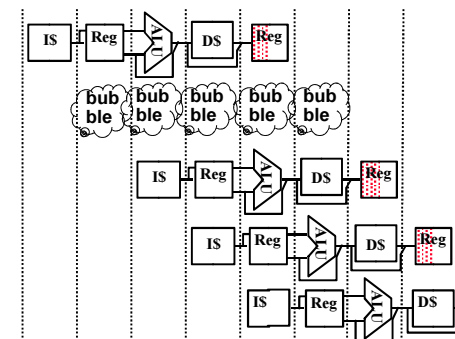 I$ Reg ALU D$ Reg
bub bub bub bub bub
ble ble ble ble ble
I$ Reg ALU D$ Reg
I$ Reg ALU D$ Reg
I$ Reg ALU D$